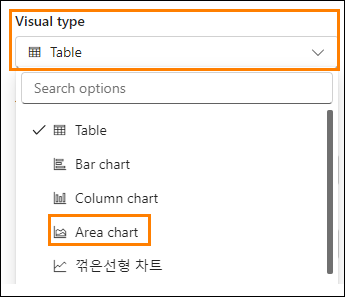 Visual type
Table
Search options
Table
Bar chart
Column chart
Area chart
꺾은선형 차트